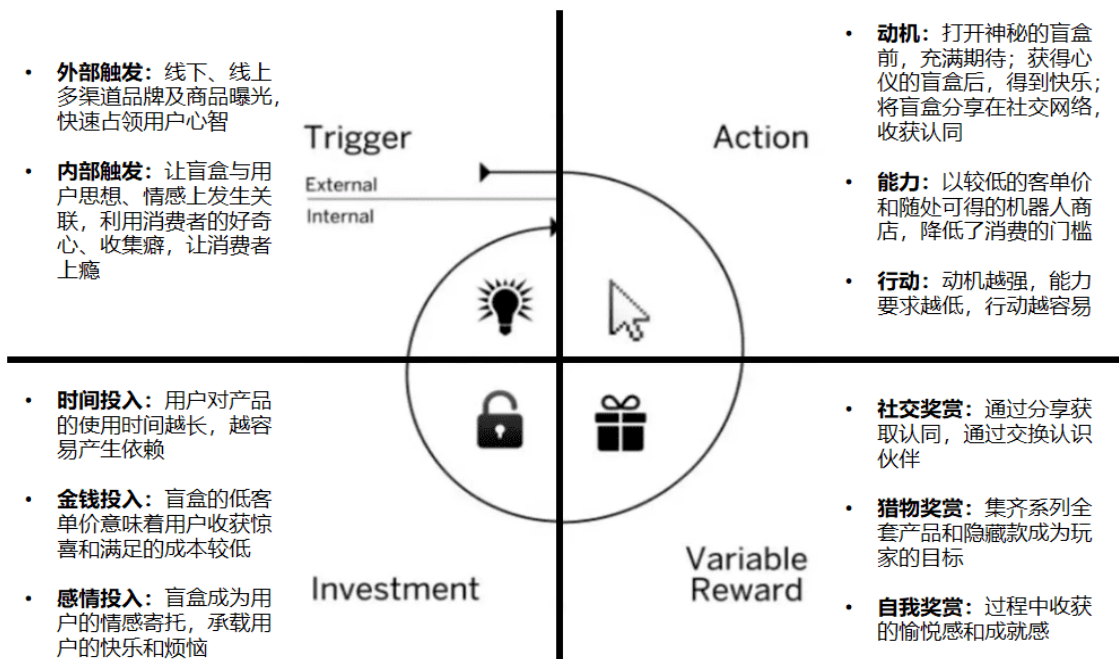 • 外部触发：线下、线上
多渠道品牌及商品曝光，
快速占领用户心智
• 内部触发：让盲盒与用
户思想、情感上发生关
联，利用消费者的好奇
心、收集癖，让消费者
上瘾
Trigger
External
Internal
Action
• 动机：打开神秘的盲盒
前，充满期待；获得心
仪的盲盒后，得到快乐；
将盲盒分享在社交网络，
收获认同
• 能力：以较低的客单价
和随处可得的机器人商
店，降低了消费的门槛
• 行动：动机越强，能力
要求越低，行动越容易
• 时间投入：用户对产品
的使用时间越长，越容
易产生依赖
• 金钱投入：盲盒的低客
单价意味着用户收获惊
喜和满足的成本较低
• 感情投入：盲盒成为用
户的情感寄托，承载用
户的快乐和烦恼
Investment
Variable
Reward
• 社交奖赏：通过分享获
取认同，通过交换认识
伙伴
• 猎物奖赏：集齐系列全
套产品和隐藏款成为玩
家的目标
• 自我奖赏：过程中收获
的愉悦感和成就感